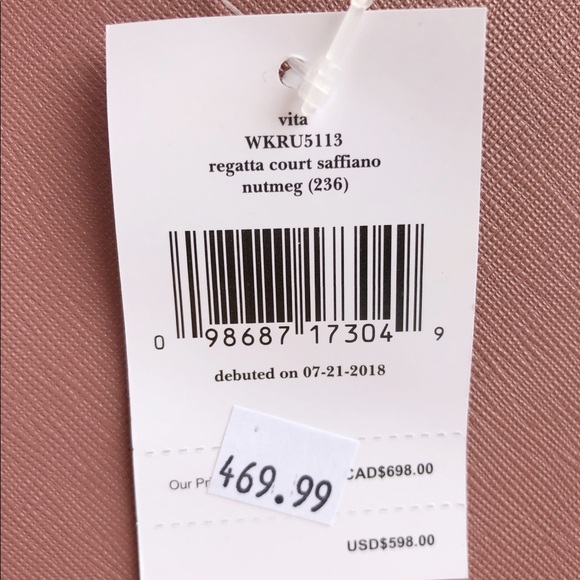 vita
WKRU5113
regatta court saffiano
nutmeg (236)
0 98687 17304 9
debuted on 07-21-2018
469.99
Our Pr CAD$698.00
USD$598.00